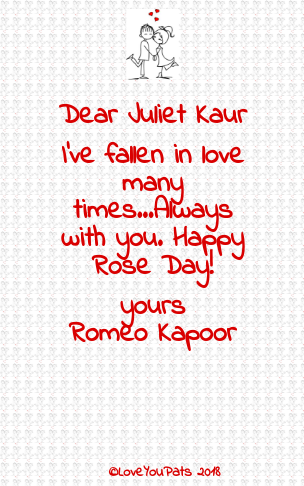 Dear Juliet Kaur
I've fallen in love
many
times...Always
with you. Happy
Rose Day!
yours
Romeo Kapoor
©LoveYouPats 2018